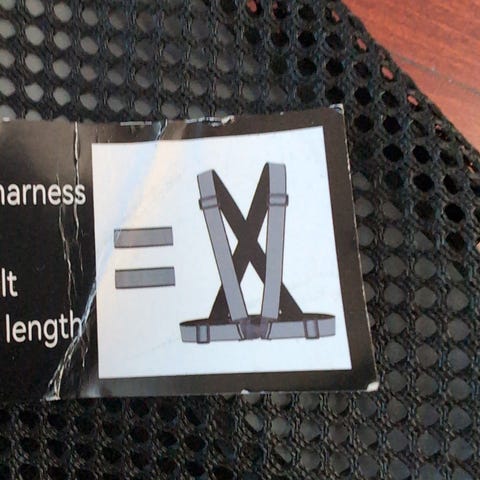 harness
lt
length
=